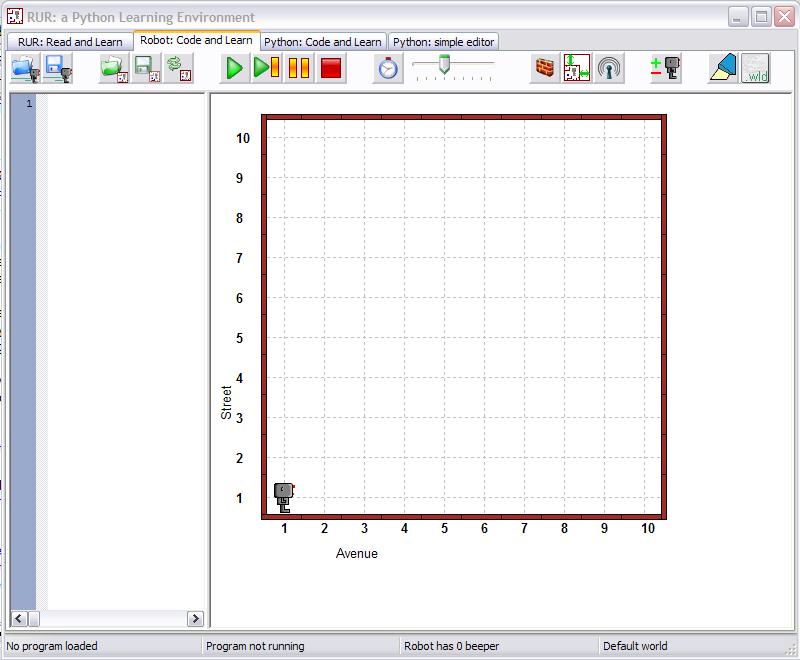 RUR: a Python Learning Environment
RUR: Read and Learn
Robot: Code and Learn
Python: Code and Learn
Python: simple editor
.wld
1
10
9
8
7
6
5
4
3
2
1
Street
1 2 3 4 5 6 7 8 9 10
Avenue
No program loaded
Program not running
Robot has 0 beeper
Default world